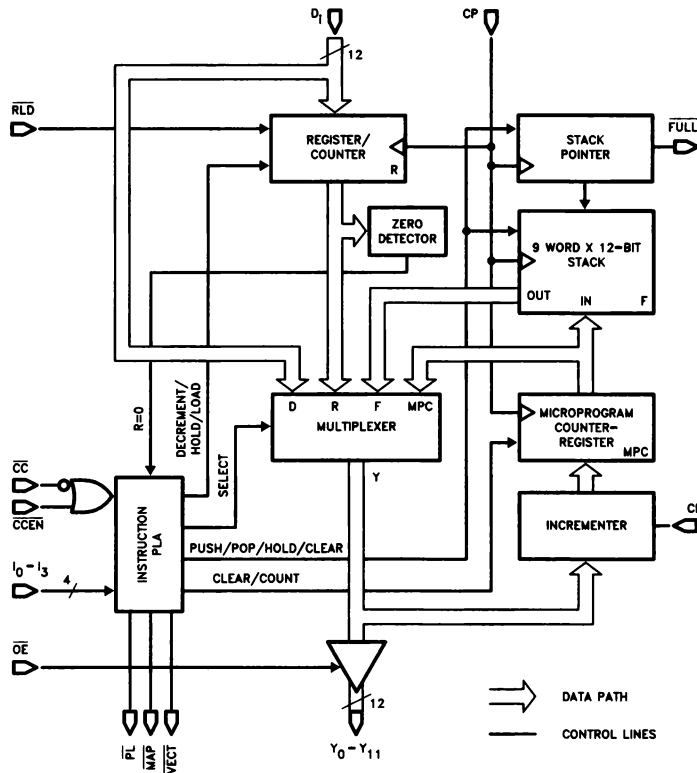 DI
CP
12
RLD
REGISTER/
COUNTER
R
STACK
POINTER
FULL
ZERO
DETECTOR
9 WORD X 12-BIT
STACK
OUT
IN
F
R=0
DECREMENT/
HOLD/LOAD
SELECT
D
R
F
MPC
MULTIPLEXER
Y
MICROPROGRAM
COUNTER-
REGISTER
MPC
CC
CCEN
INSTRUCTION
PLA
INCREMENTER
CI
PUSH/POP/HOLD/CLEAR
I0-I3
4
CLEAR/COUNT
OE
12
PL
MAP
VECT
Y0-Y11
DATA PATH
CONTROL LINES